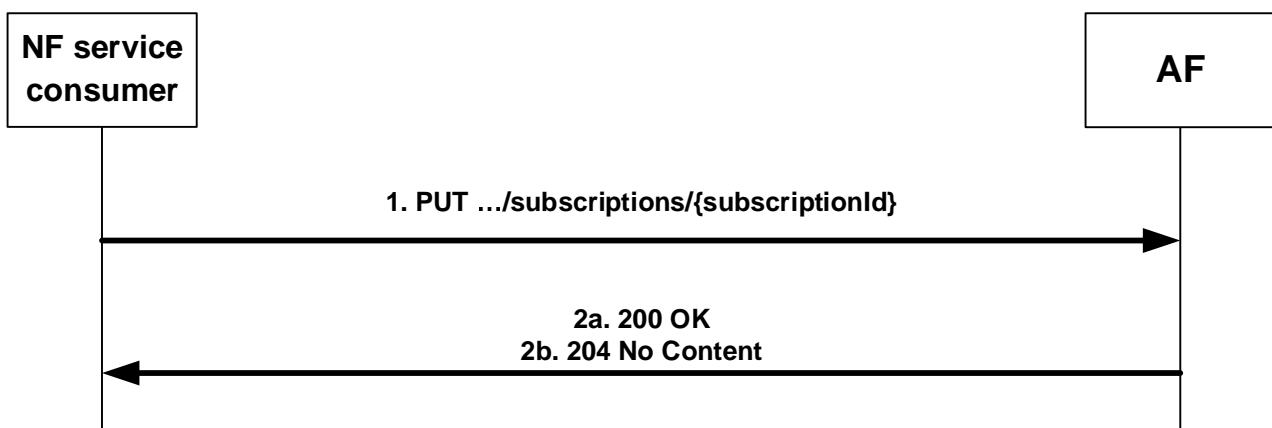 NF service
consumer
AF
1. PUT …/subscriptions/{subscriptionId}
2a. 200 OK
2b. 204 No Content